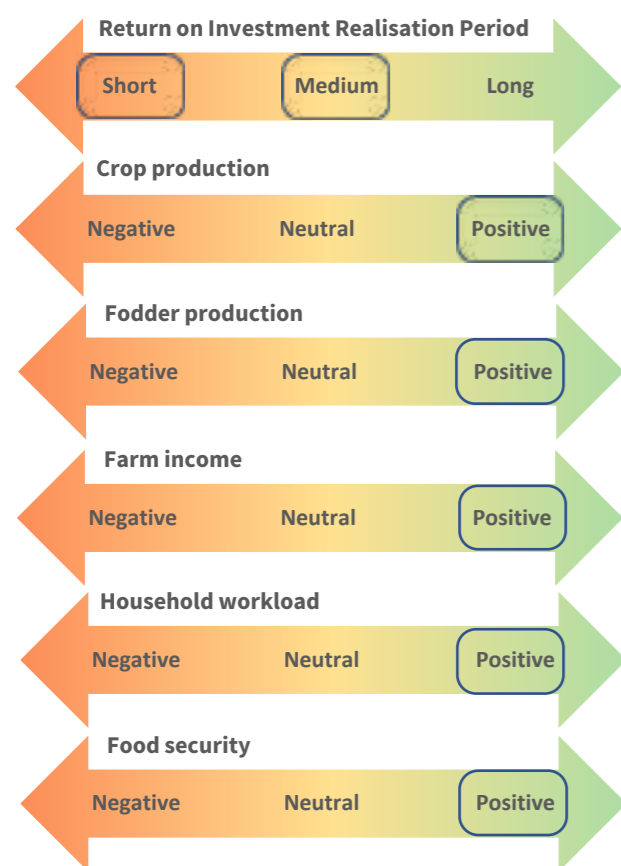 Return on Investment Realisation Period
Short Medium Long
Crop production
Negative Neutral Positive
Fodder production
Negative Neutral Positive
Farm income
Negative Neutral Positive
Household workload
Negative Neutral Positive
Food security
Negative Neutral Positive